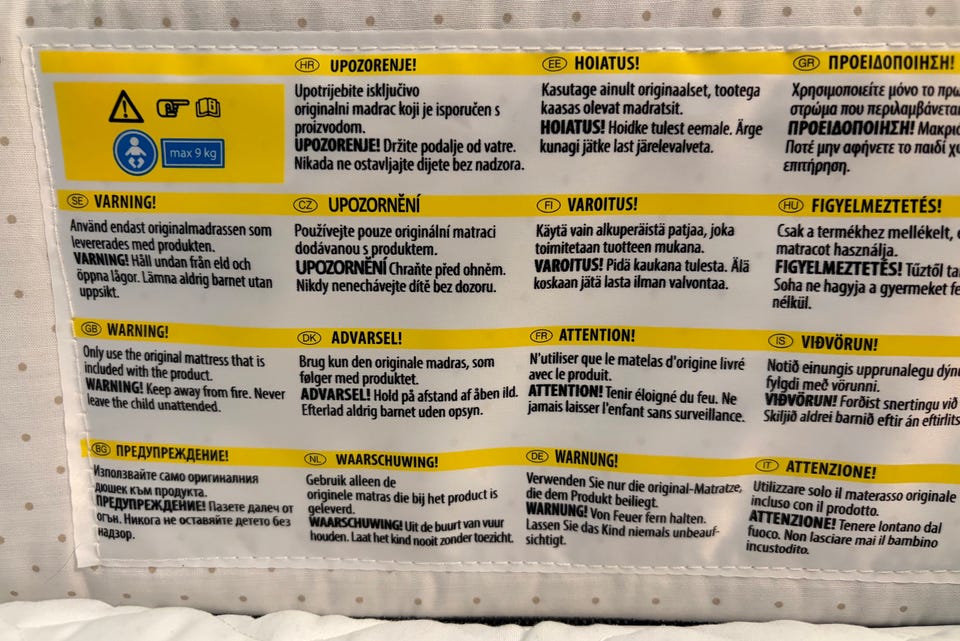 max 9 kg
HR UPOZORENJE!
Upotrijebite isključivo
originalni madrac koji je isporučen s
proizvodom.
UPOZORENJE! Držite podalje od vatre.
Nikada ne ostavljajte dijete bez nadzora.
EE HOIATUS!
Kasutage ainult originaalset, tootega
kaasas olevat madratsit.
HOIATUS! Hoidke tulest eemale. Ärge
kunagi jätke last järelevalveta.
GR ΠΡΟΕΙΔΟΠΟΙΗΣΗ!
Χρησιμοποιείτε μόνο το
στρώμα που περιλαμβάνεται
ΠΡΟΕΙΔΟΠΟΙΗΣΗ!
Ποτέ μην αφήνετε το παιδί
επιτήρηση.
SE VARNING!
Använd endast originalmadrassen som
levererades med produkten.
VARNING! Håll undan från eld och
öppna lågor. Lämna aldrig barnet utan
uppsikt.
CZ UPOZORNĚNÍ
Používejte pouze originální matraci
dodávanou s produktem.
UPOZORNĚNÍ Chraňte před ohněm.
Nikdy nenechávejte dítě bez dozoru.
FI VAROITUS!
Käytä vain alkuperäistä patjaa, joka
toimitetaan tuotteen mukana.
VAROITUS! Pidä kaukana tulesta. Älä
koskaan jätä lasta ilman valvontaa.
HU FIGYELMEZTETÉS!
Csak a termékhez mellékelt,
matracot használja.
FIGYELMEZTETÉS! Tűztől
Soha ne hagyja a gyermeket
nélkül.
GB WARNING!
Only use the original mattress that is
included with the product.
WARNING! Keep away from fire. Never
leave the child unattended.
DK ADVARSEL!
Brug kun den originale madras, som
følger med produktet.
ADVARSEL! Hold på afstand af åben ild.
Efterlad aldrig barnet uden opsyn.
FR ATTENTION!
N'utiliser que le matelas d'origine livré
avec le produit.
ATTENTION! Tenir éloigné du feu. Ne
jamais laisser l'enfant sans surveillance.
IS VIÐVÖRUN!
Notið einungis upprunalegu
fylgdi með vörunni.
VIÐVÖRUN! Forðist snertingu við
Skiljið aldrei barnið eftir án
BG ПРЕДУПРЕЖДЕНИЕ!
Използвайте само оригиналния
дюшек към продукта.
ПРЕДУПРЕЖДЕНИЕ! Пазете далеч от
огън. Никога не оставяйте детето без
надзор.
NL WAARSCHUWING!
Gebruik alleen de
originele matras die bij het product is
geleverd.
WAARSCHUWING! Uit de buurt van vuur
houden. Laat het kind nooit zonder toezicht.
DE WARNUNG!
Verwenden Sie nur die original-Matratze,
die dem Produkt beiliegt.
WARNUNG! Von Feuer fern halten.
Lassen Sie das Kind niemals unbeauf-
sichtigt.
IT ATTENZIONE!
Utilizzare solo il materasso originale
incluso con il prodotto.
ATTENZIONE! Tenere lontano dal
fuoco. Non lasciare mai il bambino
incustodito.